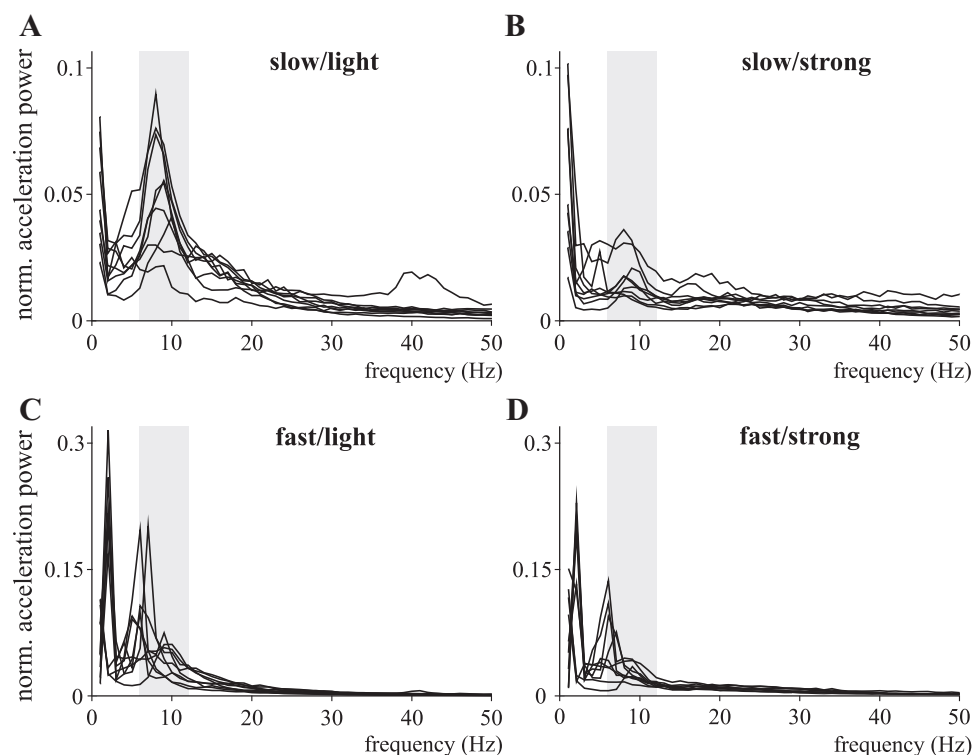 A
B
slow/light
slow/strong
norm. acceleration power
0.1
0.05
0
0 10 20 30 40 50
frequency (Hz)
0.1
0.05
0
0 10 20 30 40 50
frequency (Hz)
C
D
fast/light
fast/strong
norm. acceleration power
0.3
0.15
0
0 10 20 30 40 50
frequency (Hz)
0.3
0.15
0
0 10 20 30 40 50
frequency (Hz)